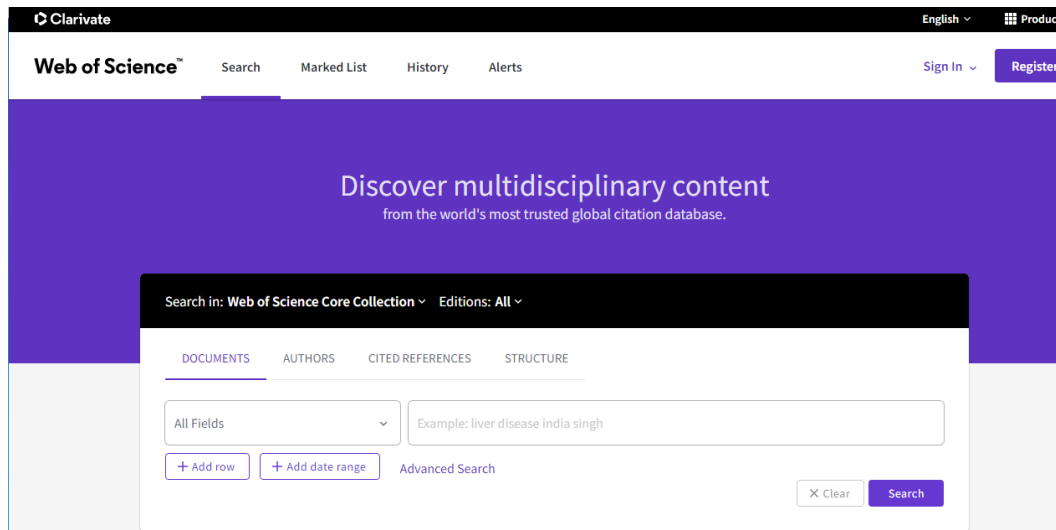 Clarivate English Produc
Web of Science™ Search Marked List History Alerts Sign In Register
Discover multidisciplinary content
from the world's most trusted global citation database.
Search in: Web of Science Core Collection Editions: All
DOCUMENTS AUTHORS CITED REFERENCES STRUCTURE
All Fields Example: liver disease india singh
+ Add row + Add date range Advanced Search
× Clear Search